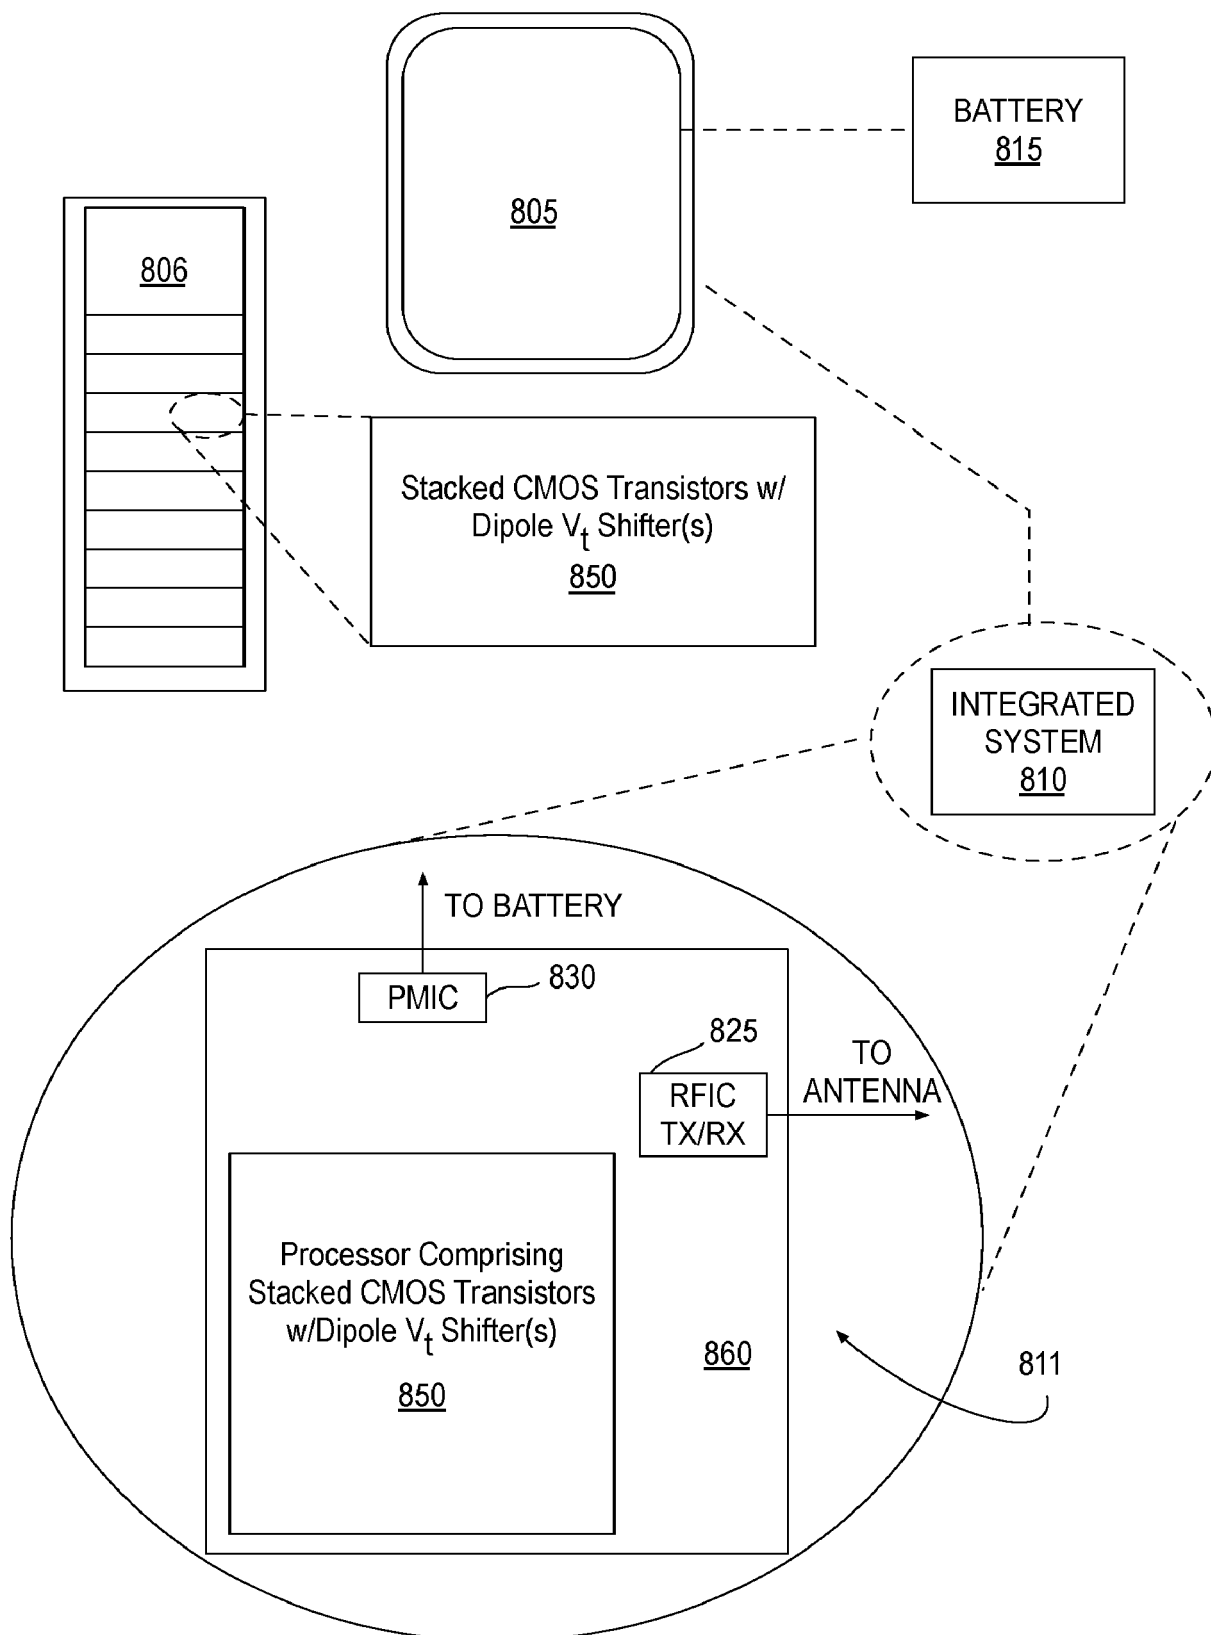 805
BATTERY
815
806
Stacked CMOS Transistors w/
Dipole Vt Shifter(s)
850
INTEGRATED
SYSTEM
810
TO BATTERY
PMIC
830
825
TO
ANTENNA
RFIC
TX/RX
Processor Comprising
Stacked CMOS Transistors
w/Dipole Vt Shifter(s)
850
860
811